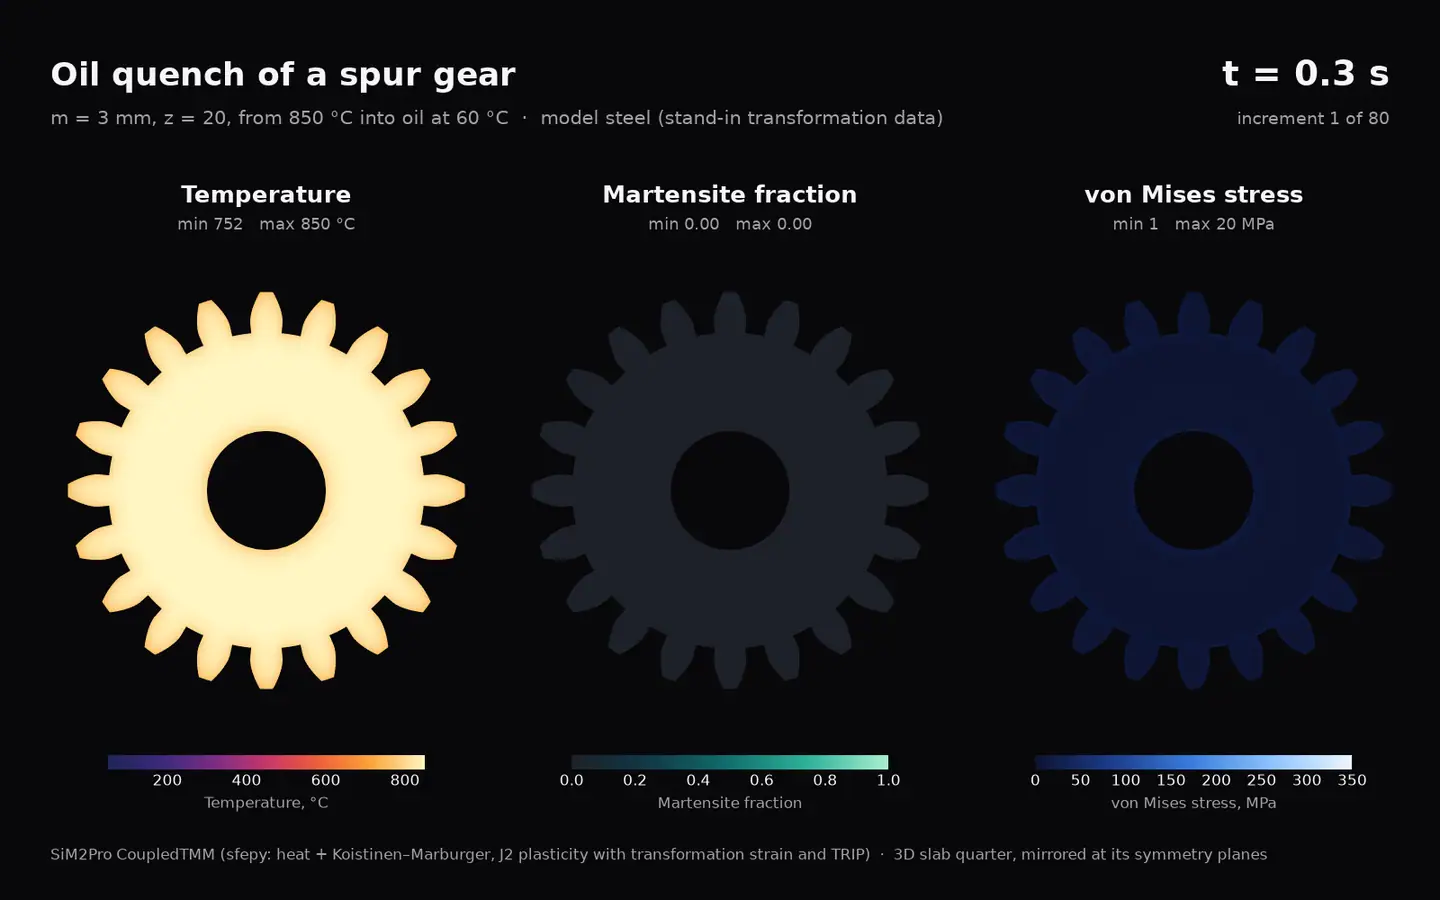 Oil quench of a spur gear
t = 0.3 s
m = 3 mm, z = 20, from 850 °C into oil at 60 °C · model steel (stand-in transformation data)
increment 1 of 80
Temperature
min 752 max 850 °C
Martensite fraction
min 0.00 max 0.00
von Mises stress
min 1 max 20 MPa
200 400 600 800
Temperature, °C
0.0 0.2 0.4 0.6 0.8 1.0
Martensite fraction
0 50 100 150 200 250 300 350
von Mises stress, MPa
SiM2Pro CoupledTMM (sfepy: heat + Koistinen–Marburger, J2 plasticity with transformation strain and TRIP) · 3D slab quarter, mirrored at its symmetry planes